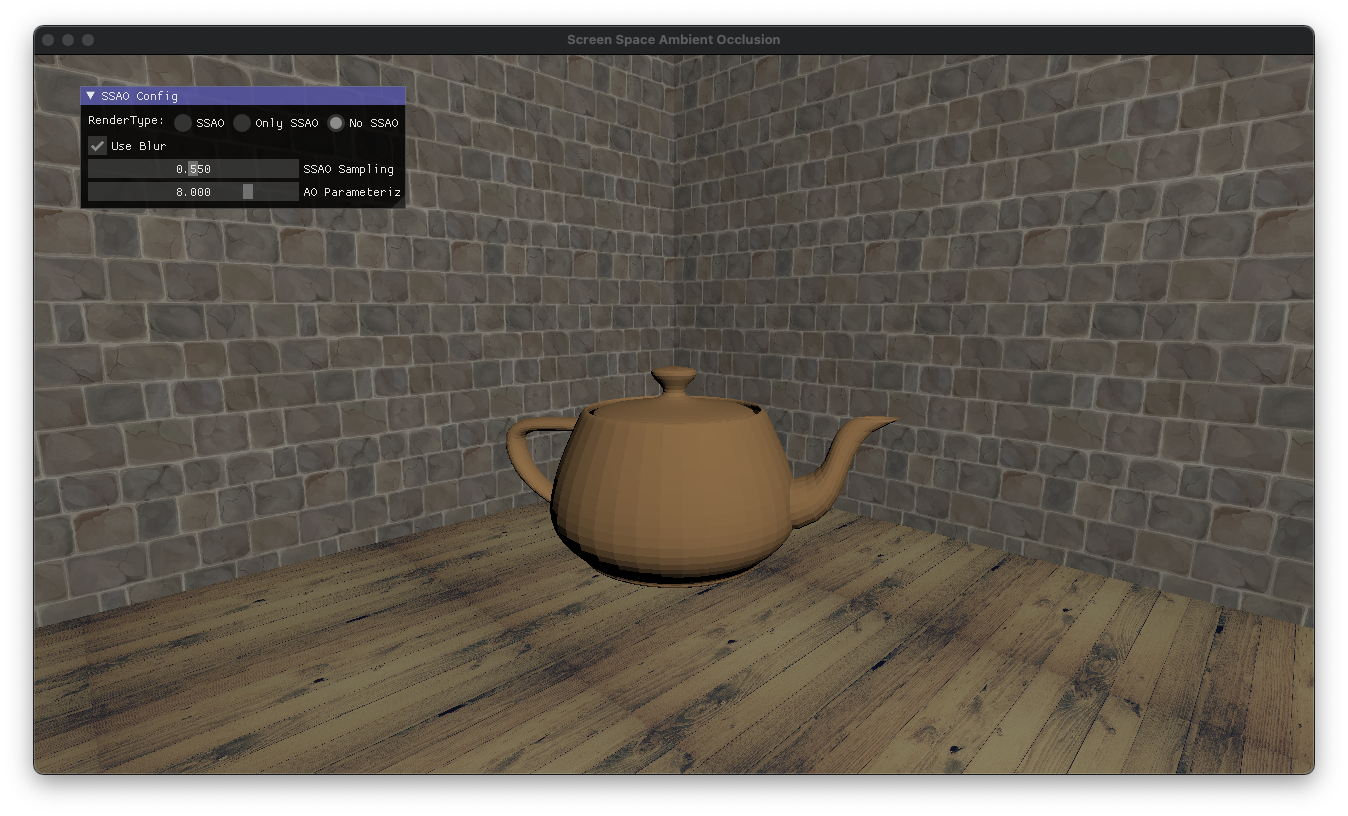 Screen Space Ambient Occlusion
SSAO Config
RenderType: SSAO Only SSAO No SSAO
Use Blur
0.550 SSAO Sampling
8.000 AO Parameteriz